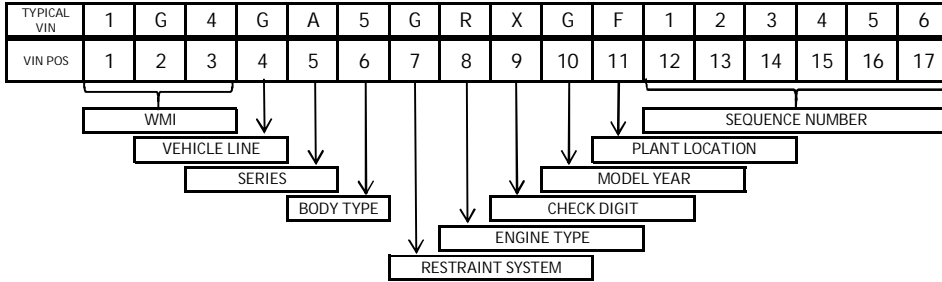 TYPICAL VIN 1 G 4 G A 5 G R X G F 1 2 3 4 5 6
VIN POS 1 2 3 4 5 6 7 8 9 10 11 12 13 14 15 16 17
WMI SEQUENCE NUMBER
VEHICLE LINE PLANT LOCATION
SERIES MODEL YEAR
BODY TYPE CHECK DIGIT
ENGINE TYPE
RESTRAINT SYSTEM